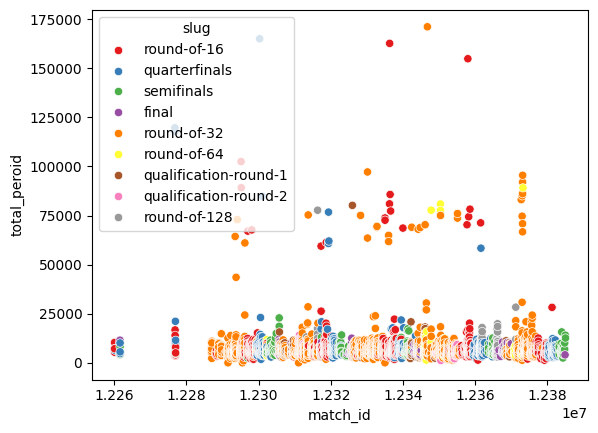 175000
150000
125000
100000
75000
50000
25000
0
total_peroid
slug
round-of-16
quarterfinals
semifinals
final
round-of-32
round-of-64
qualification-round-1
qualification-round-2
round-of-128
1.226 1.228 1.230 1.232 1.234 1.236 1.238
1e7
match_id